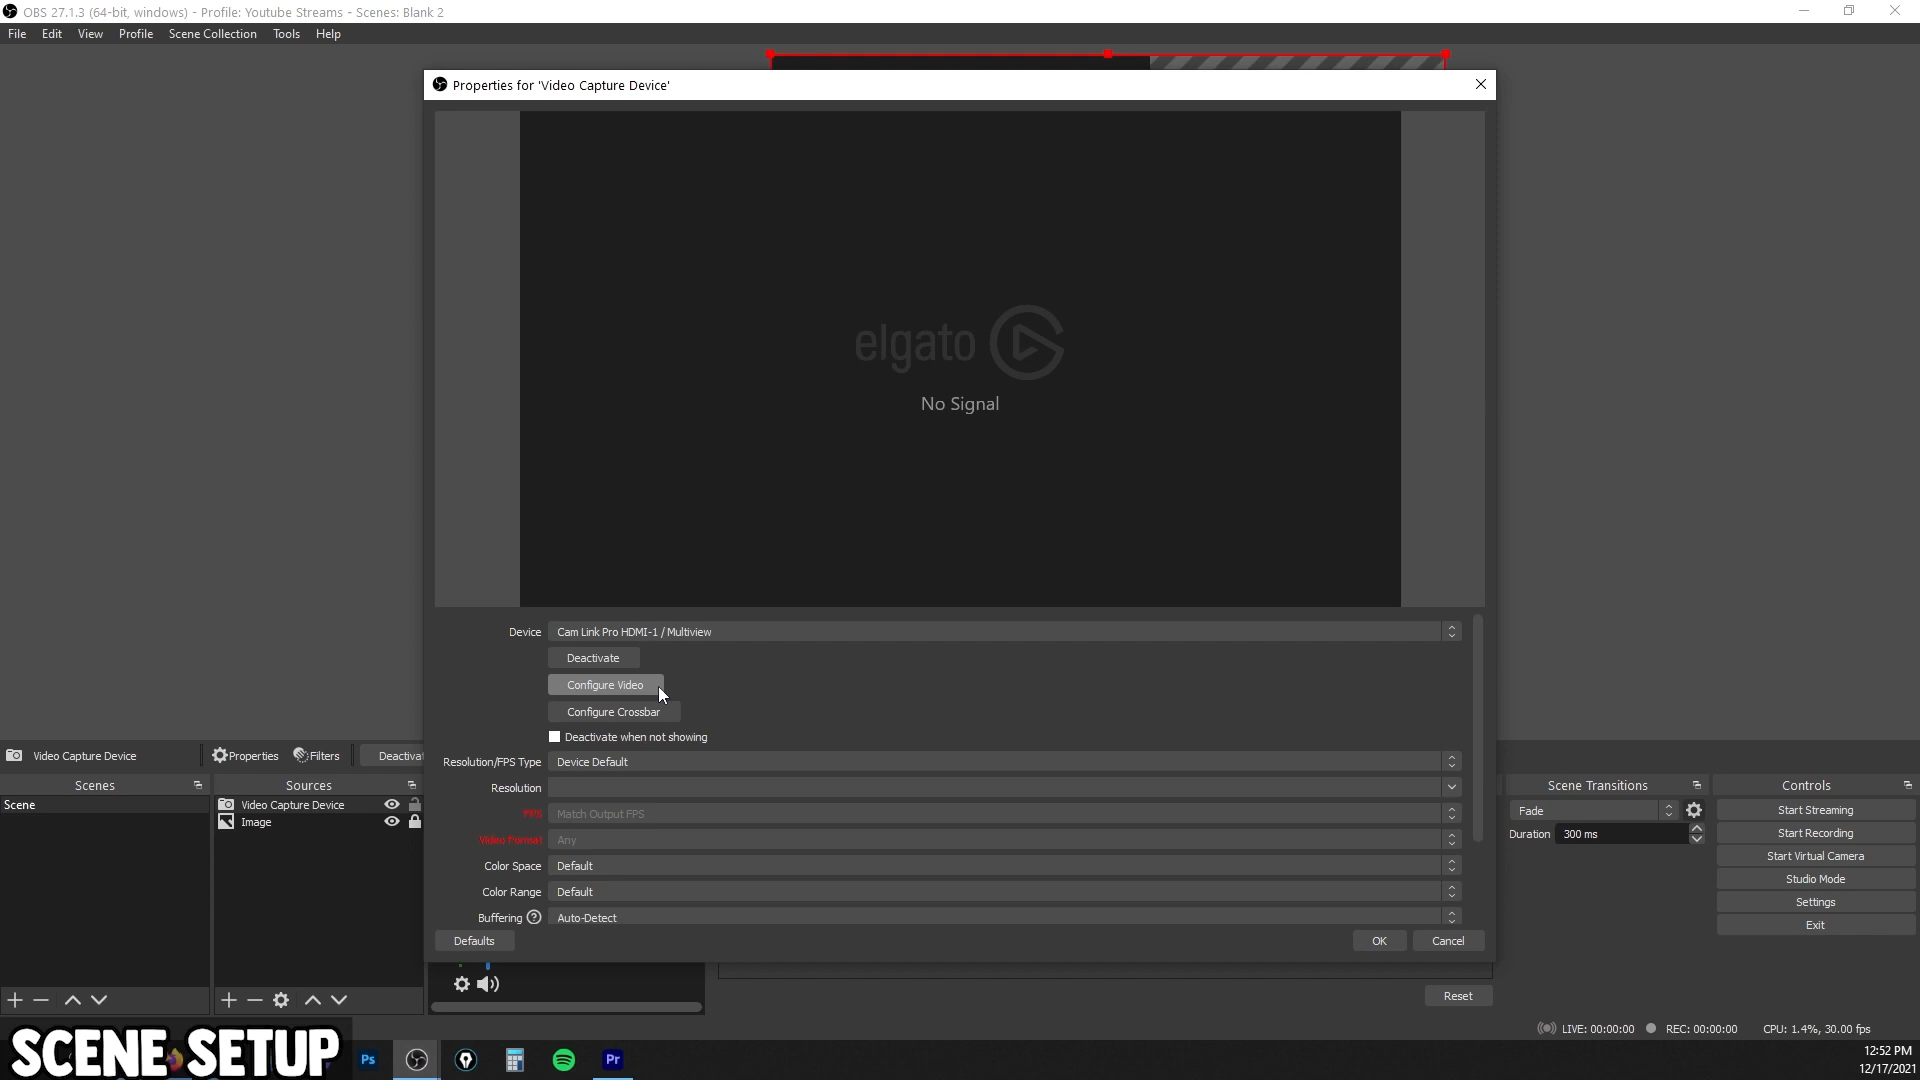 OBS 27.1.3 (64-bit, windows) - Profile: Youtube Streams - Scenes: Blank 2
File Edit View Profile Scene Collection Tools Help
Properties for 'Video Capture Device'
elgato
No Signal
Device Cam Link Pro HDMI-1 / Multiview
Deactivate
Configure Video
Configure Crossbar
Deactivate when not showing
Resolution/FPS Type Device Default
Resolution
FPS Match Output FPS
Video Format Any
Color Space Default
Color Range Default
Buffering ? Auto-Detect
Defaults OK Cancel
Video Capture Device Properties Filters Deactivat
Scenes
Scene
Sources
Video Capture Device
Image
Scene Transitions
Fade
Duration 300 ms
Controls
Start Streaming
Start Recording
Start Virtual Camera
Studio Mode
Settings
Exit
Reset
LIVE: 00:00:00 REC: 00:00:00 CPU: 1.4%, 30.00 fps
SCENE SETUP
Ps
Pr
12:52 PM
12/17/2021